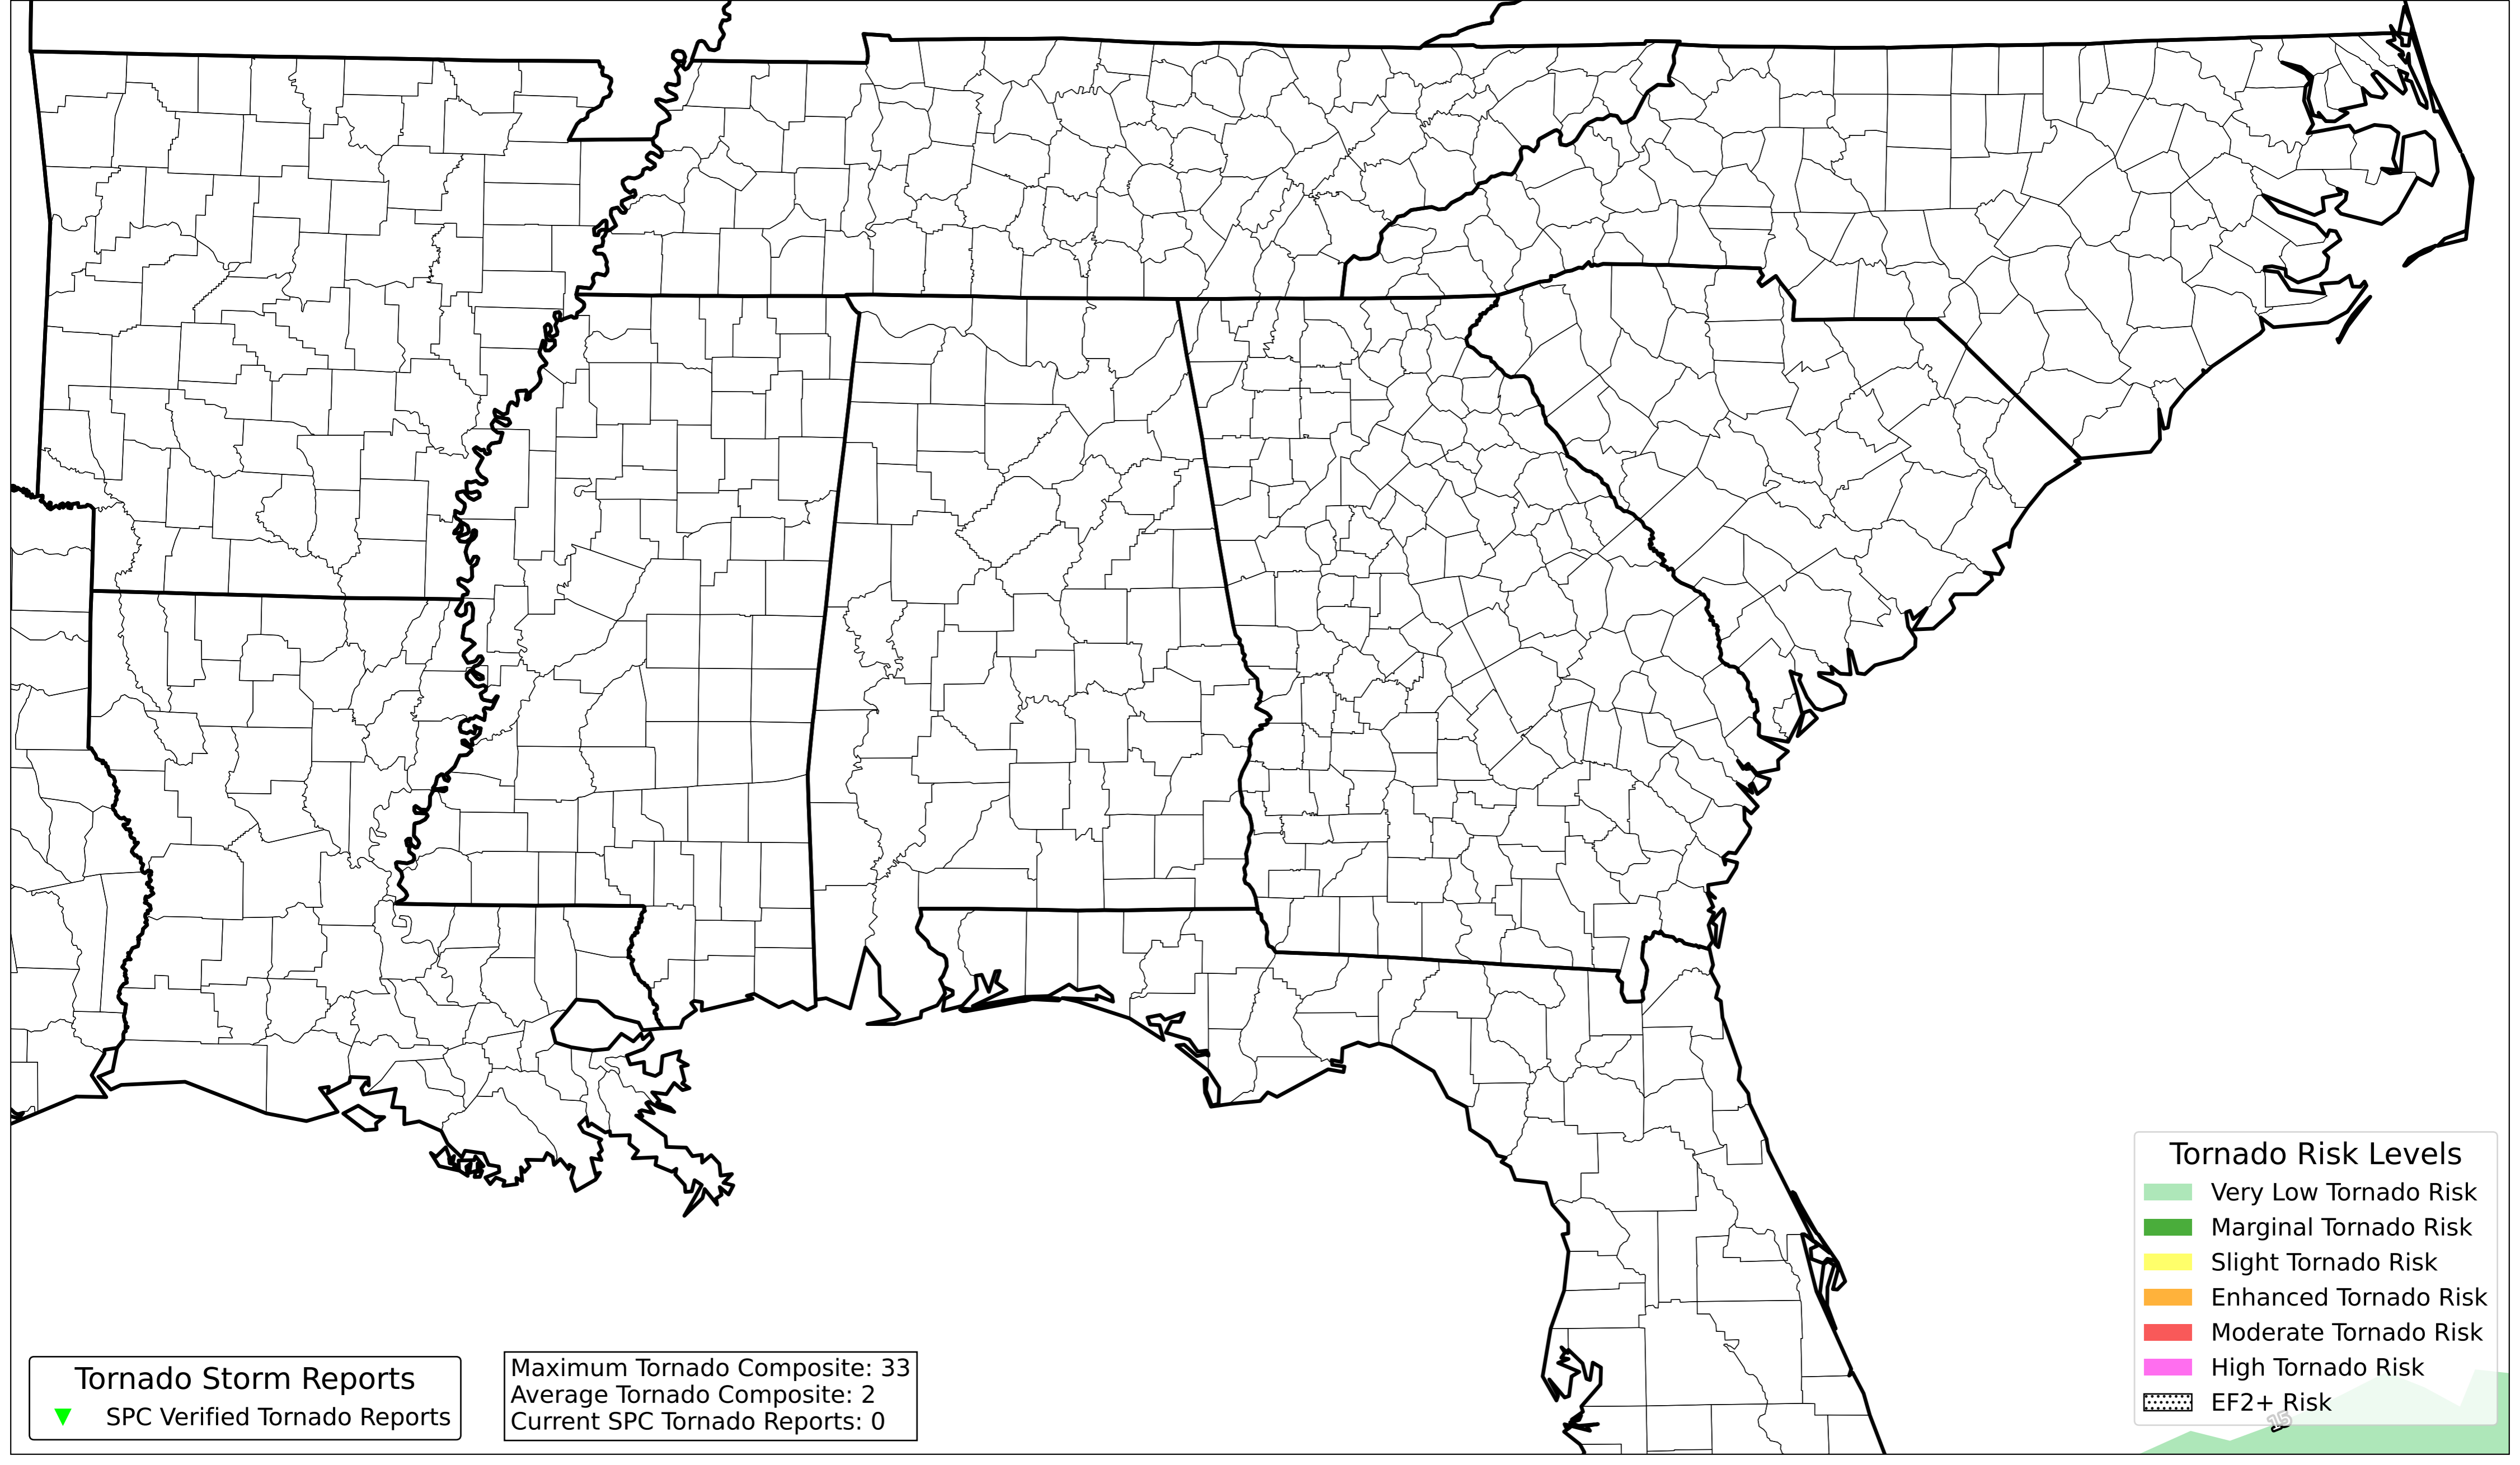 Tornado Risk Levels
Very Low Tornado Risk
Marginal Tornado Risk
Slight Tornado Risk
Enhanced Tornado Risk
Moderate Tornado Risk
High Tornado Risk
EF2+ Risk
15
Tornado Storm Reports
SPC Verified Tornado Reports
Maximum Tornado Composite: 33
Average Tornado Composite: 2
Current SPC Tornado Reports: 0